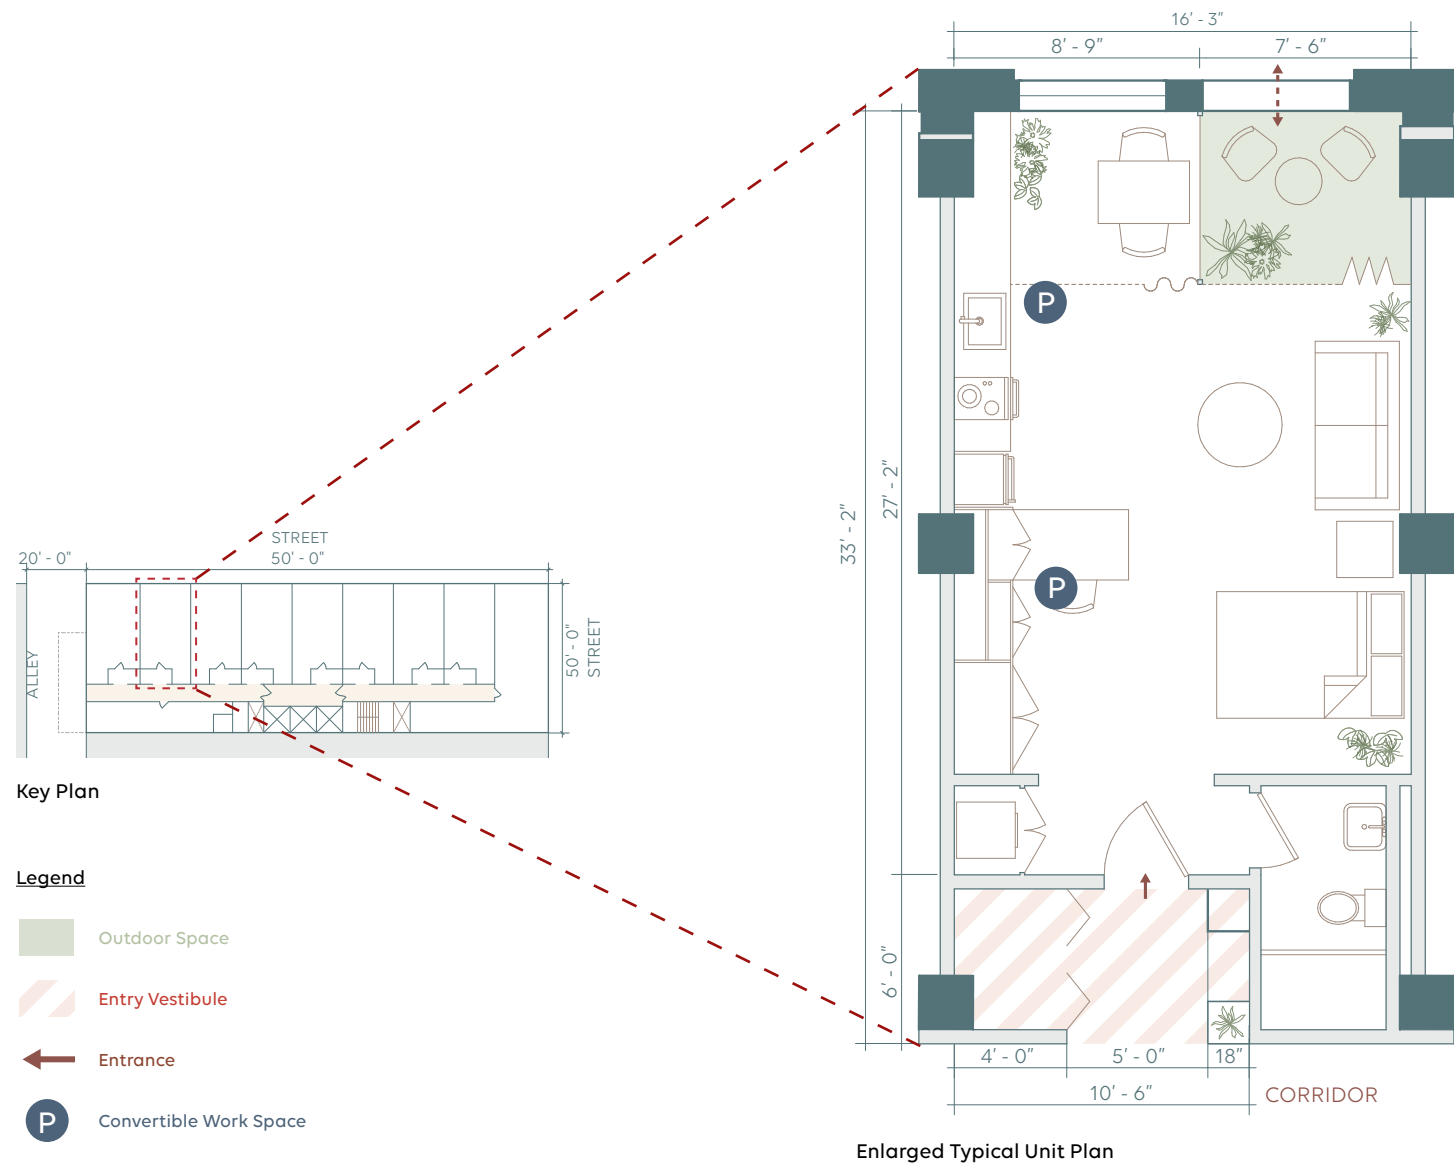 16' - 3"
8' - 9"
7' - 6"
P
27' - 2"
33' - 2"
P
STREET
20' - 0"
50' - 0"
50' - 0"
STREET
ALLEY
Key Plan
Legend
Outdoor Space
Entry Vestibule
Entrance
P
Convertible Work Space
6' - 0"
4' - 0"
5' - 0"
18"
10' - 6"
CORRIDOR
Enlarged Typical Unit Plan